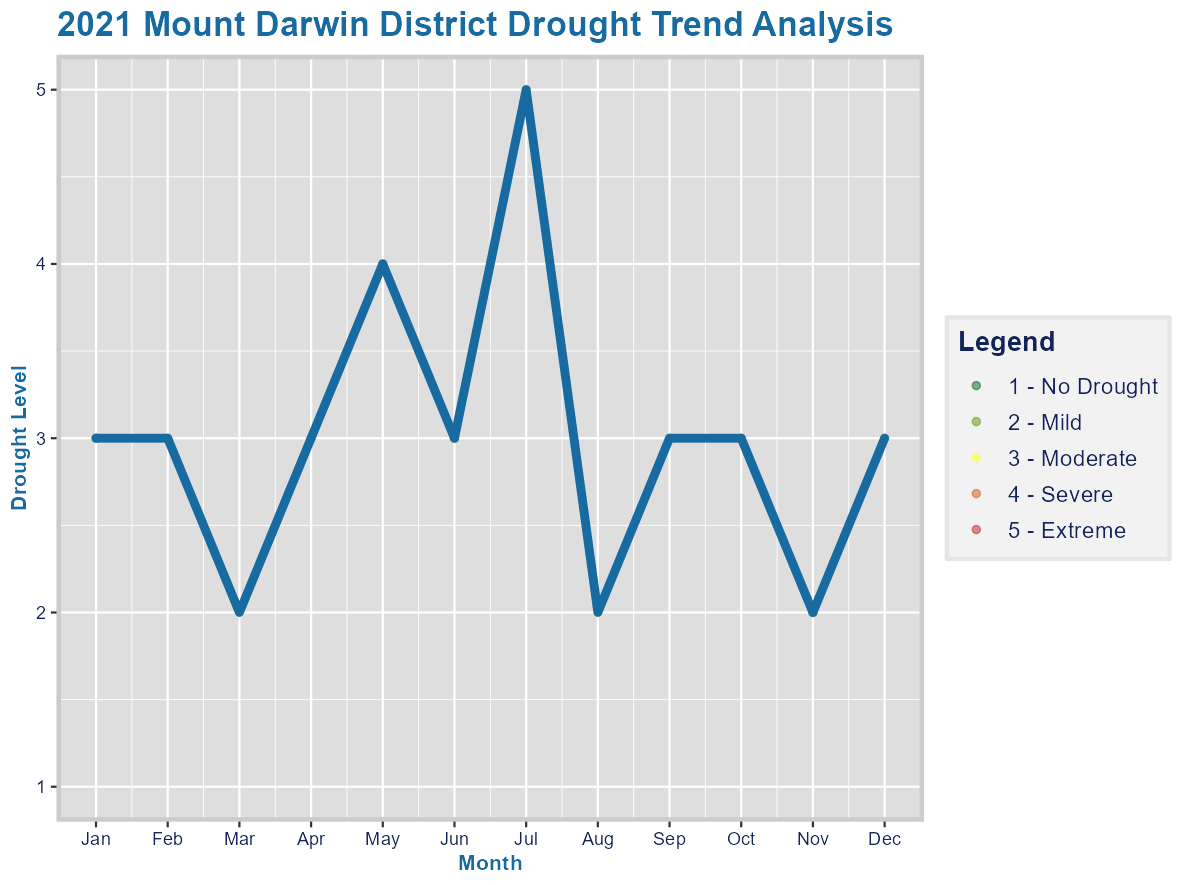 2021 Mount Darwin District Drought Trend Analysis
Drought Level
5
4
3
2
1
Jan Feb Mar Apr May Jun Jul Aug Sep Oct Nov Dec
Month
Legend
1 - No Drought
2 - Mild
3 - Moderate
4 - Severe
5 - Extreme